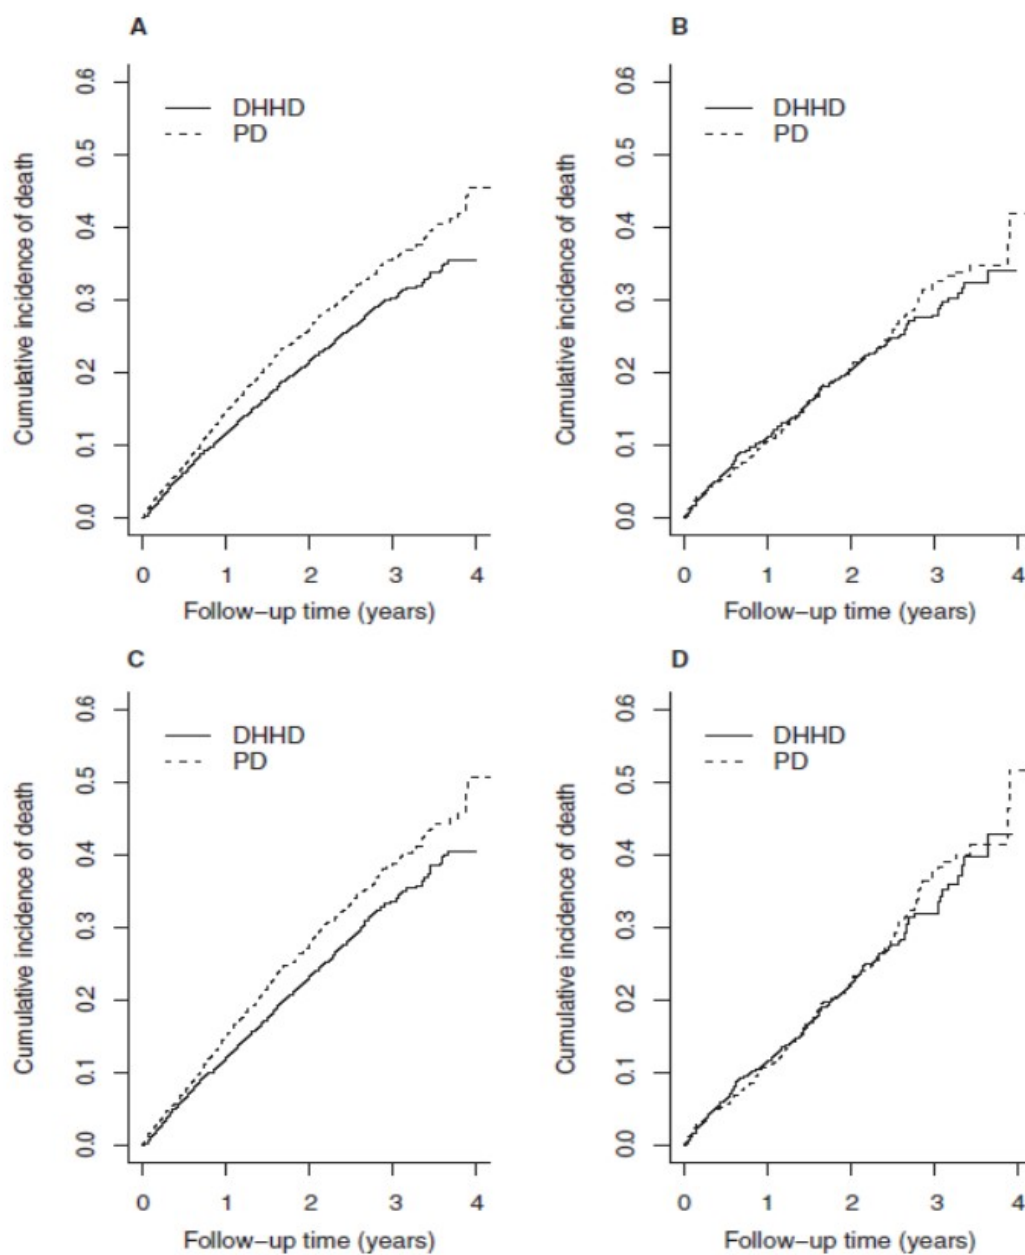 A
Cumulative incidence of death
0.6
0.5
0.4
0.3
0.2
0.1
0.0
DHHD
PD
0 1 2 3 4
Follow–up time (years)
B
Cumulative incidence of death
0.6
0.5
0.4
0.3
0.2
0.1
0.0
DHHD
PD
0 1 2 3 4
Follow–up time (years)
C
Cumulative incidence of death
0.6
0.5
0.4
0.3
0.2
0.1
0.0
DHHD
PD
0 1 2 3 4
Follow–up time (years)
D
Cumulative incidence of death
0.6
0.5
0.4
0.3
0.2
0.1
0.0
DHHD
PD
0 1 2 3 4
Follow–up time (years)